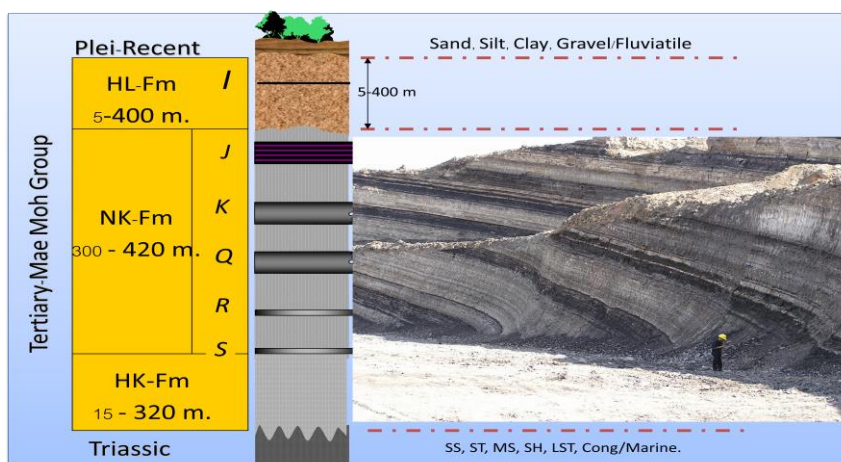 Plei-Recent
Sand, Silt, Clay, Gravel/Fluviatile
HL-Fm
I
5-400 m.
5-400 m
Tertiary-Mae Moh Group
NK-Fm
300 - 420 m.
J
K
Q
R
S
HK-Fm
15 - 320 m.
Triassic
SS, ST, MS, SH, LST, Cong/Marine.